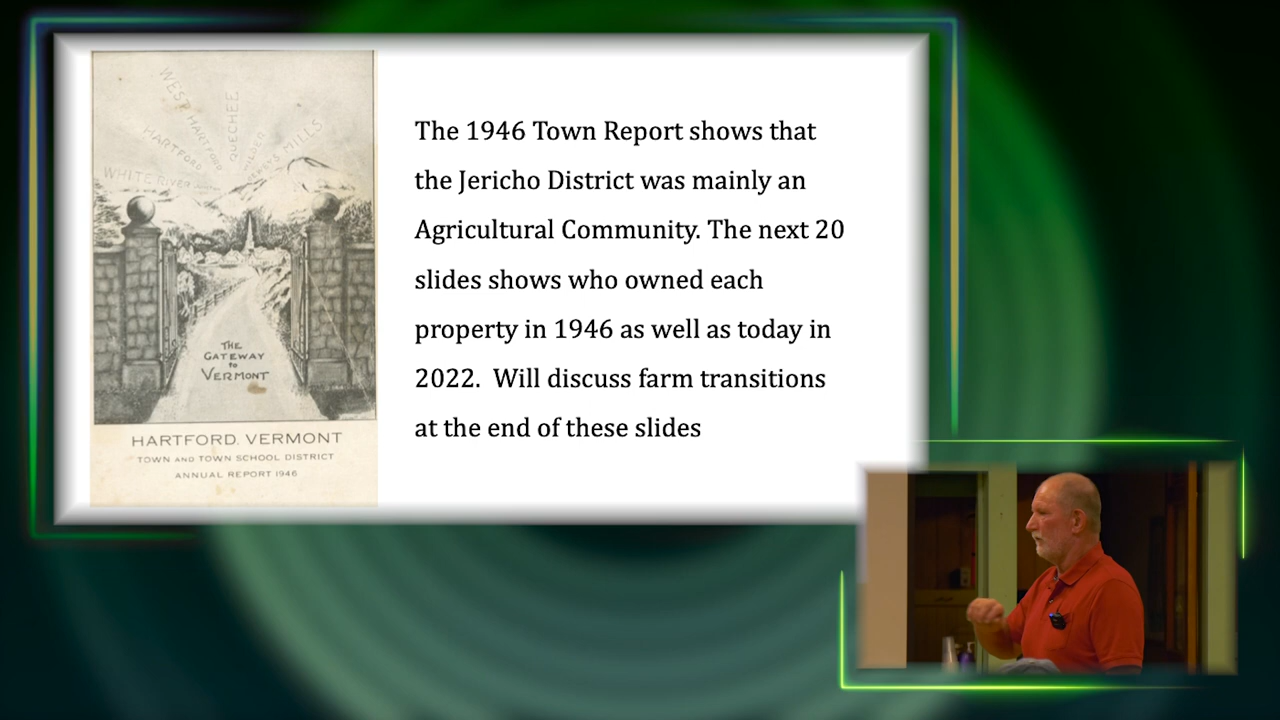 WEST HARTFORD
QUECHEE
HARTFORD
WILDER
MILLS
WHITE RIVER
THE
GATEWAY
to
VERMONT
HARTFORD, VERMONT
TOWN AND TOWN SCHOOL DISTRICT
ANNUAL REPORT 1946
The 1946 Town Report shows that
the Jericho District was mainly an
Agricultural Community. The next 20
slides shows who owned each
property in 1946 as well as today in
2022. Will discuss farm transitions
at the end of these slides